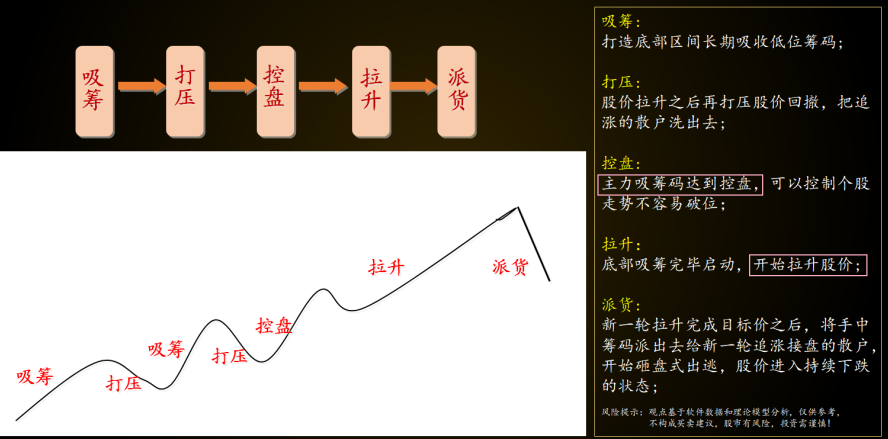 吸筹
打压
控盘
拉升
派货
吸筹
打压
吸筹
打压
控盘
拉升
派货
吸筹：
打造底部区间长期吸收低位筹码；
打压：
股价拉升之后再打压股价回撤，把追
涨的散户洗出去；
控盘：
主力吸筹码达到控盘，可以控制个股
走势不容易破位；
拉升：
底部吸筹完毕启动，开始拉升股价；
派货：
新一轮拉升完成目标价之后，将手中
筹码派出去给新一轮追涨接盘的散户，
开始砸盘式出逃，股价进入持续下跌
的状态；
风险提示：观点基于软件数据和理论模型分析，仅供参考，
不构成买卖建议，股市有风险，投资需谨慎！